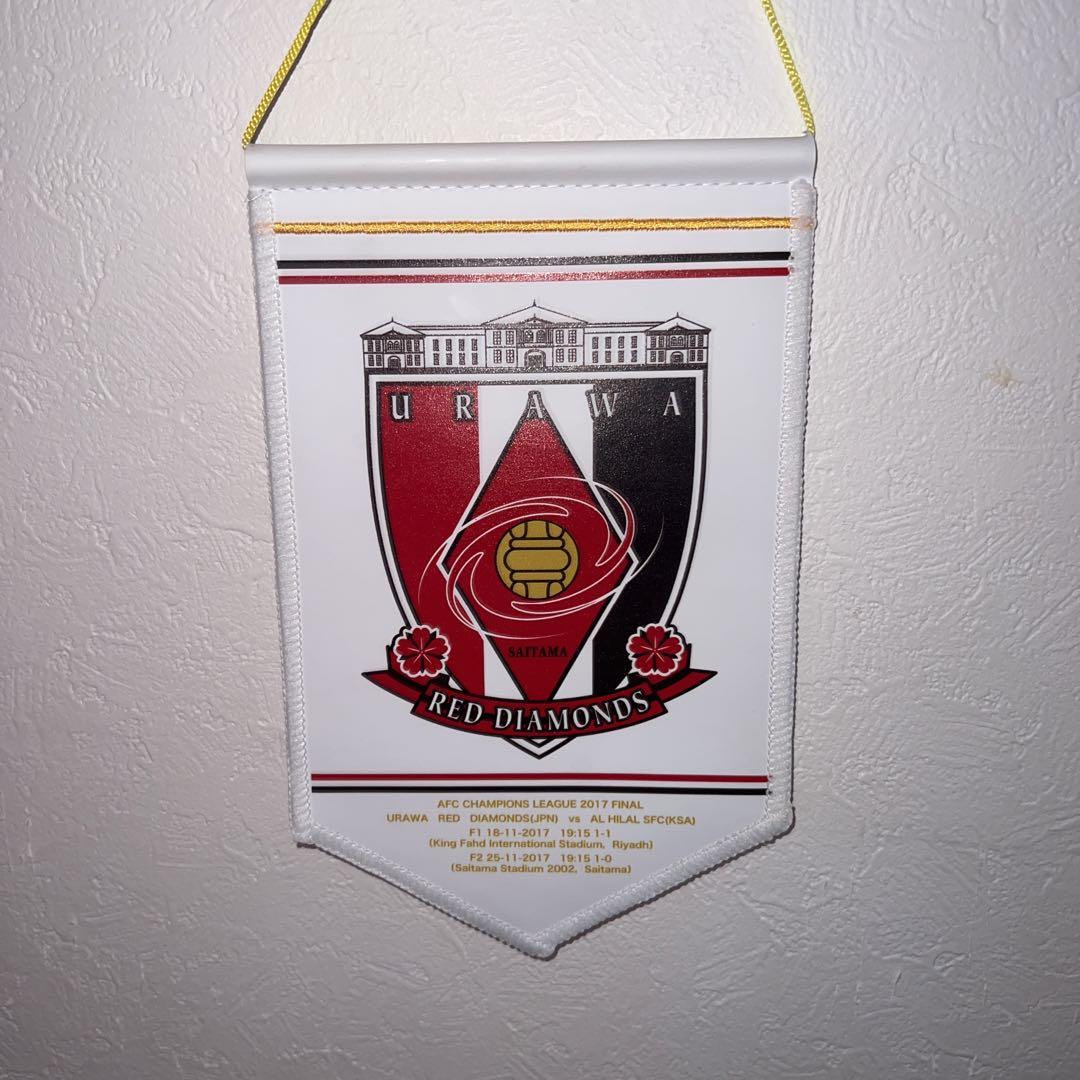 URAWA
SAITAMA
RED DIAMONDS
AFC CHAMPIONS LEAGUE 2017 FINAL
URAWA RED DIAMONDS(JPN) vs AL HILAL SFC(KSA)
F1 18-11-2017 19:15 1-1
(King Fahd International Stadium, Riyadh)
F2 25-11-2017 19:15 1-0
(Saitama Stadium 2002, Saitama)